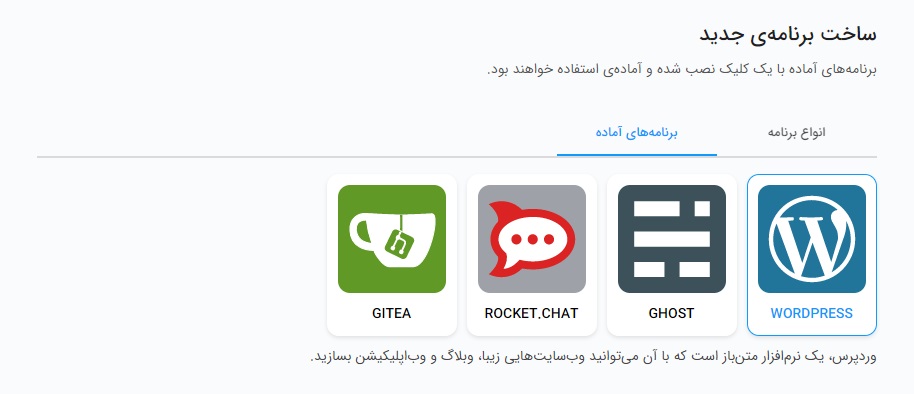 ساخت برنامه‌ی جدید
برنامه‌های آماده با یک کلیک نصب شده و آماده‌ی استفاده خواهند بود.
انواع برنامه
برنامه‌های آماده
WORDPRESS
GHOST
ROCKET.CHAT
GITEA
وردپرس، یک نرم‌افزار متن‌باز است که با آن می‌توانید وب‌سایت‌هایی زیبا، وبلاگ و وب‌اپلیکیشن بسازید.